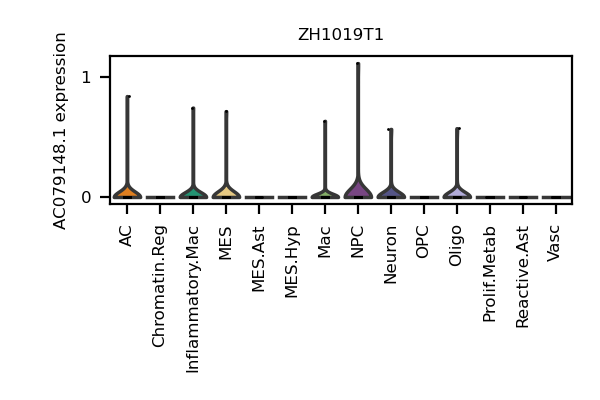 ZH1019T1
AC079148.1 expression
1
0
AC
Chromatin.Reg
Inflammatory.Mac
MES
MES.Ast
MES.Hyp
Mac
NPC
Neuron
OPC
Oligo
Prolif.Metab
Reactive.Ast
Vasc